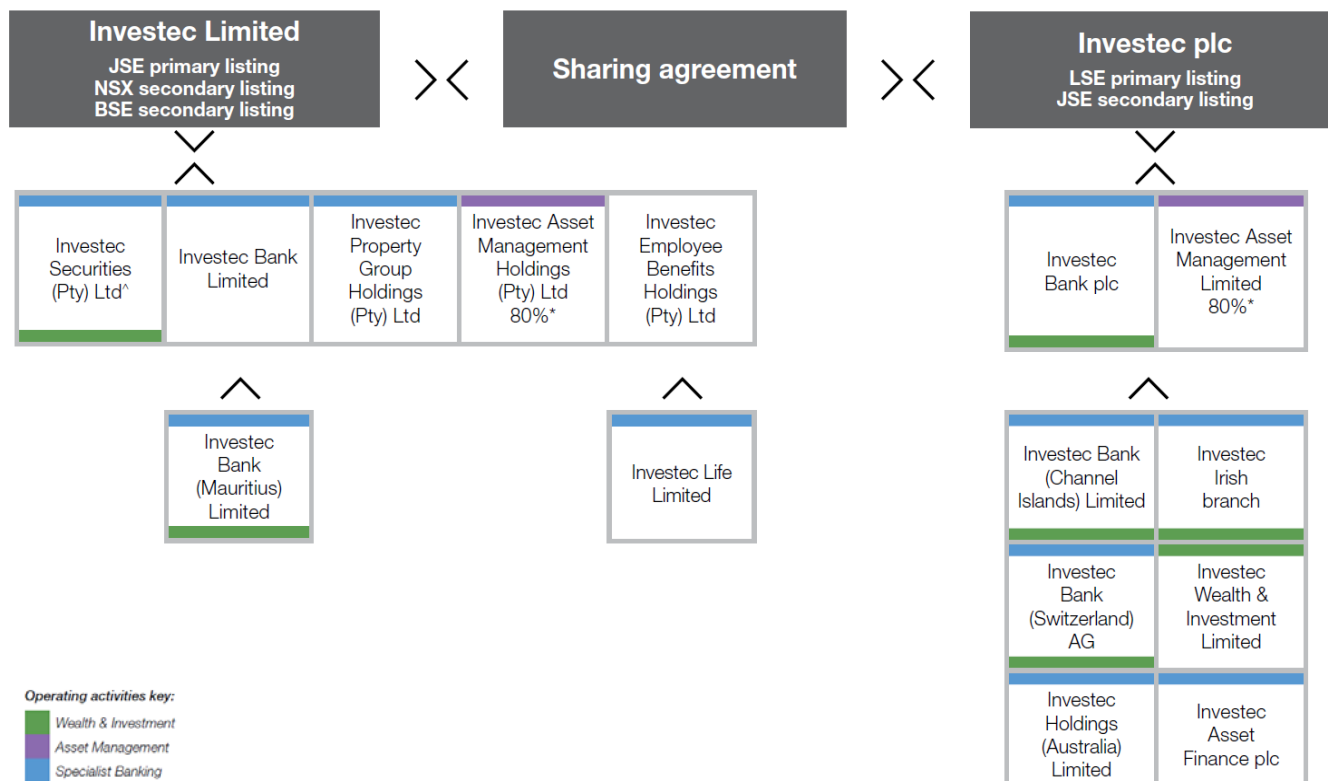 Investec Limited
JSE primary listing
NSX secondary listing
BSE secondary listing
Sharing agreement
Investec plc
LSE primary listing
JSE secondary listing
Investec
Securities
(Pty) Ltd^
Investec Bank
Limited
Investec
Property
Group
Holdings
(Pty) Ltd
Investec Asset
Management
Holdings
(Pty) Ltd
80%*
Investec
Employee
Benefits
Holdings
(Pty) Ltd
Investec
Bank plc
Investec Asset
Management
Limited
80%*
Investec
Bank
(Mauritius)
Limited
Investec Life
Limited
Investec Bank
(Channel
Islands) Limited
Investec
Irish
branch
Investec
Bank
(Switzerland)
AG
Investec
Wealth &
Investment
Limited
Investec
Holdings
(Australia)
Limited
Investec
Asset
Finance plc
Operating activities key:
Wealth & Investment
Asset Management
Specialist Banking